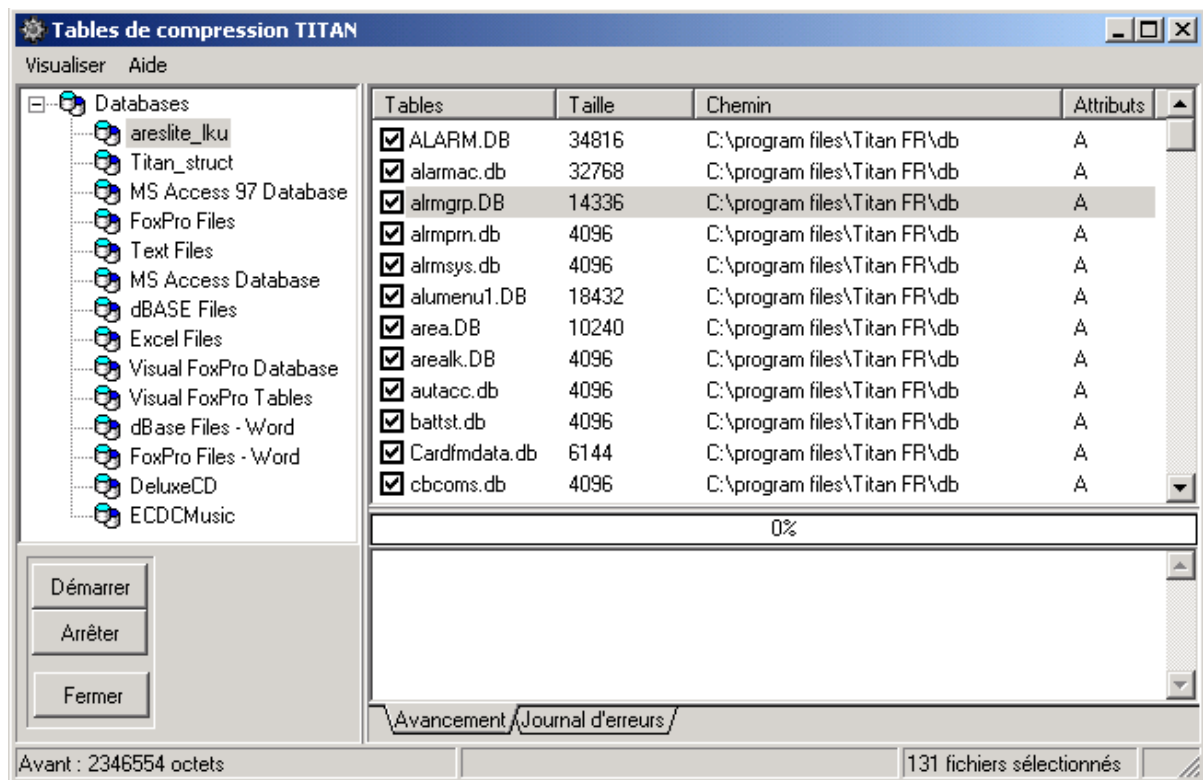 Tables de compression TITAN
Visualiser Aide
Databases
areslite_lku
Titan_struct
MS Access 97 Database
FoxPro Files
Text Files
MS Access Database
dBASE Files
Excel Files
Visual FoxPro Database
Visual FoxPro Tables
dBase Files - Word
FoxPro Files - Word
DeluxeCD
ECDCMusic
Démarrer
Arrêter
Fermer
Tables Taille Chemin Attributs
ALARM.DB 34816 C:\program files\Titan FR\db A
alarmac.db 32768 C:\program files\Titan FR\db A
alrmgrp.DB 14336 C:\program files\Titan FR\db A
alrmprn.db 4096 C:\program files\Titan FR\db A
alrmsys.db 4096 C:\program files\Titan FR\db A
alumenu1.DB 18432 C:\program files\Titan FR\db A
area.DB 10240 C:\program files\Titan FR\db A
arealk.DB 4096 C:\program files\Titan FR\db A
autacc.db 4096 C:\program files\Titan FR\db A
battst.db 4096 C:\program files\Titan FR\db A
Cardfmdata.db 6144 C:\program files\Titan FR\db A
cbcoms.db 4096 C:\program files\Titan FR\db A
0%
Avancement Journal d'erreurs
Avant : 2346554 octets 131 fichiers sélectionnés